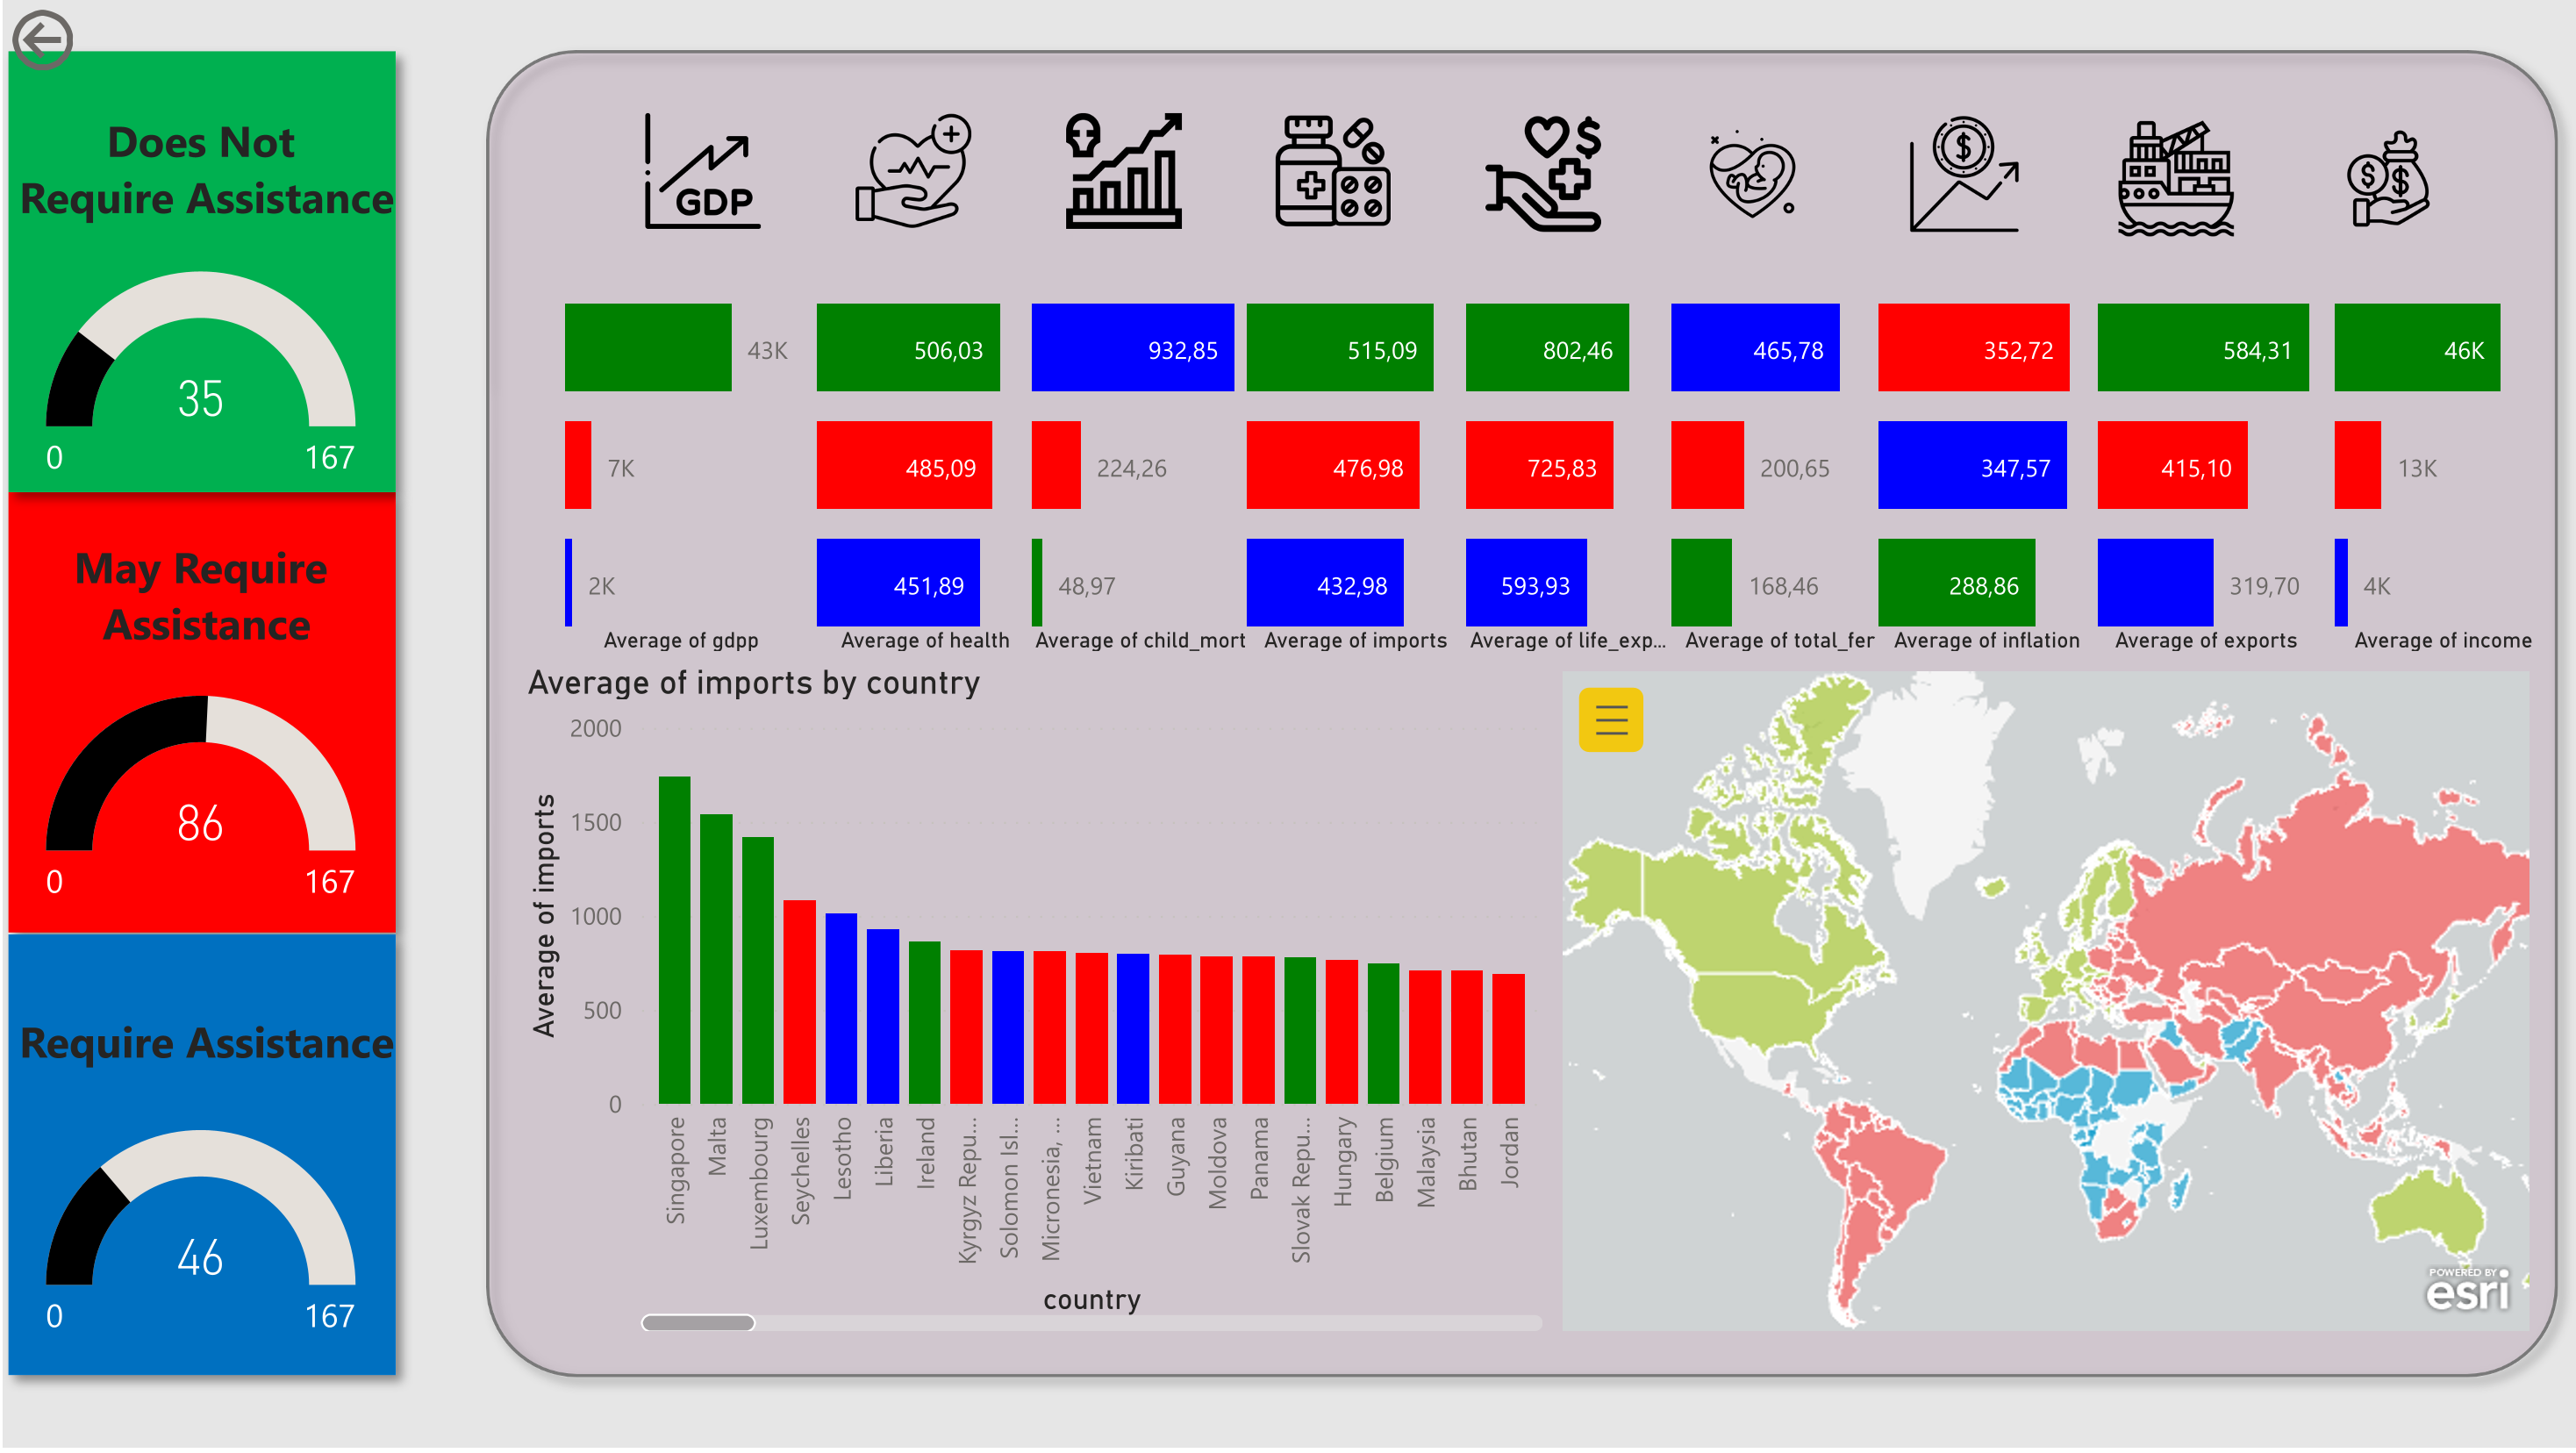 Does Not
Require Assistance
35
0
167
May Require
Assistance
86
0
167
Require Assistance
46
0
167
GDP
43K
506,03
932,85
515,09
802,46
465,78
352,72
584,31
46K
7K
485,09
224,26
476,98
725,83
200,65
347,57
415,10
13K
2K
451,89
48,97
432,98
593,93
168,46
288,86
319,70
4K
Average of gdpp
Average of health
Average of child_mort
Average of imports
Average of life_exp...
Average of total_fer
Average of inflation
Average of exports
Average of income
Average of imports by country
Average of imports
2000
1500
1000
500
0
Singapore
Malta
Luxembourg
Seychelles
Lesotho
Liberia
Ireland
Kyrgyz Repu...
Solomon Isl...
Micronesia, ...
Vietnam
Kiribati
Guyana
Moldova
Panama
Slovak Repu...
Hungary
Belgium
Malaysia
Bhutan
Jordan
country
POWERED BY
esri